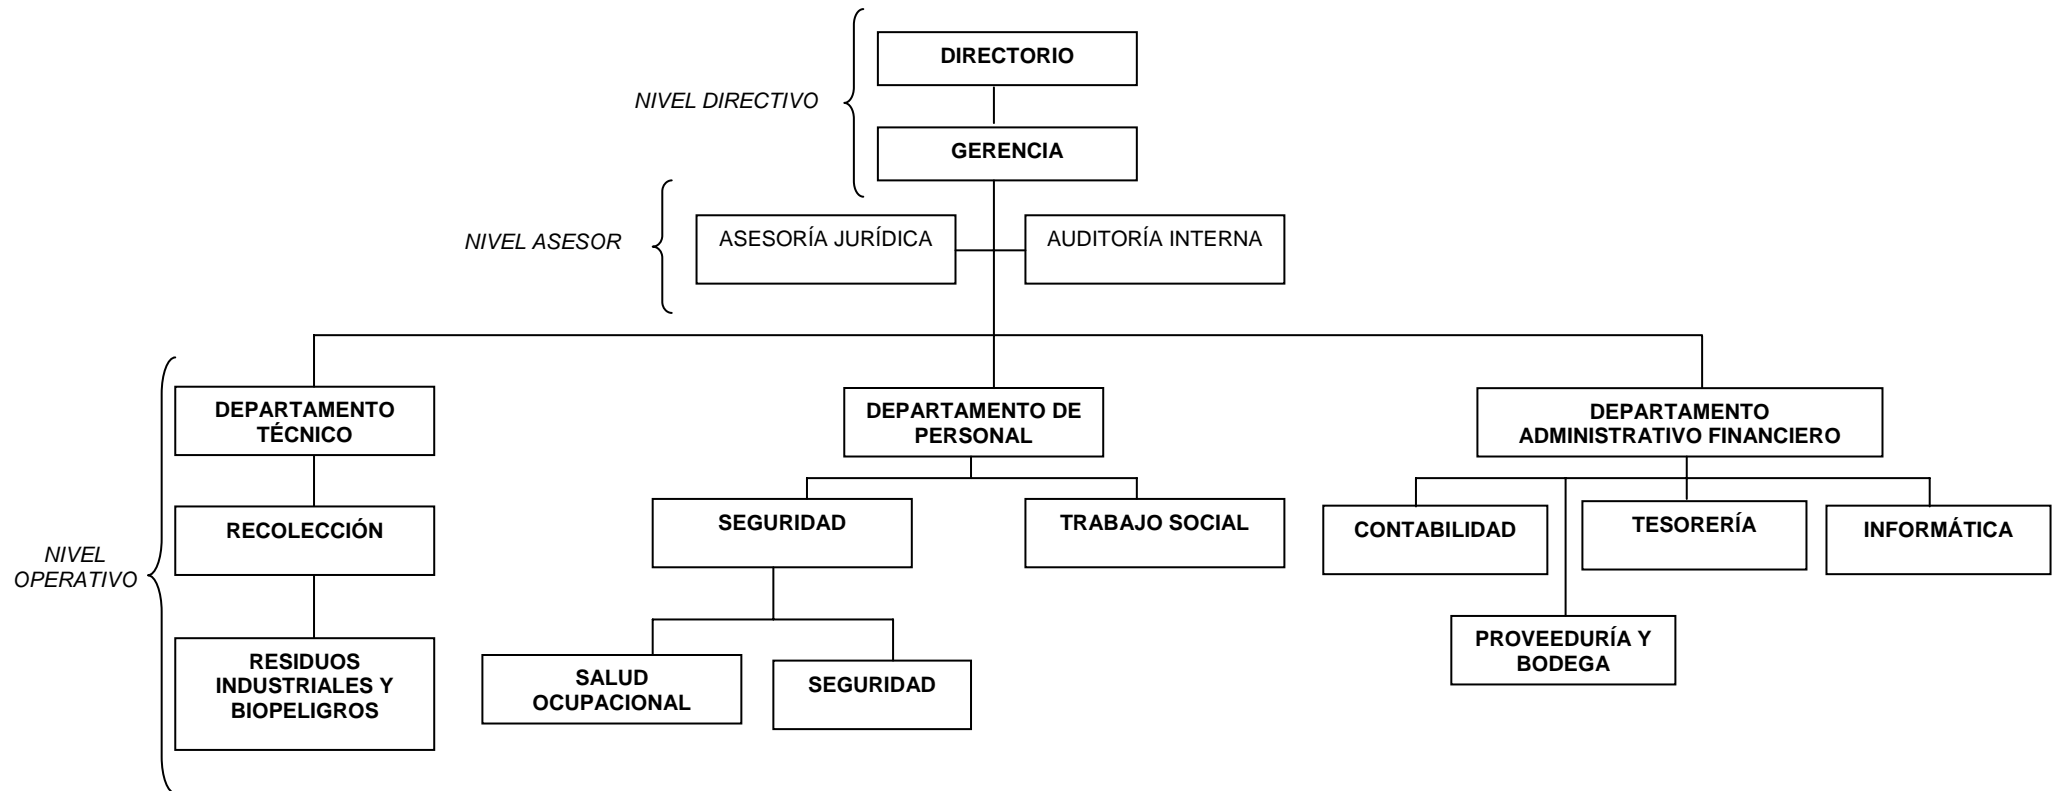 DIRECTORIO
NIVEL DIRECTIVO
GERENCIA
NIVEL ASESOR
ASESORÍA JURÍDICA
AUDITORÍA INTERNA
DEPARTAMENTO
TÉCNICO
DEPARTAMENTO DE
PERSONAL
DEPARTAMENTO
ADMINISTRATIVO FINANCIERO
RECOLECCIÓN
SEGURIDAD
TRABAJO SOCIAL
CONTABILIDAD
TESORERÍA
INFORMÁTICA
NIVEL
OPERATIVO
RESIDUOS
INDUSTRIALES Y
BIOPELIGROS
SALUD
OCUPACIONAL
SEGURIDAD
PROVEEDURÍA Y
BODEGA